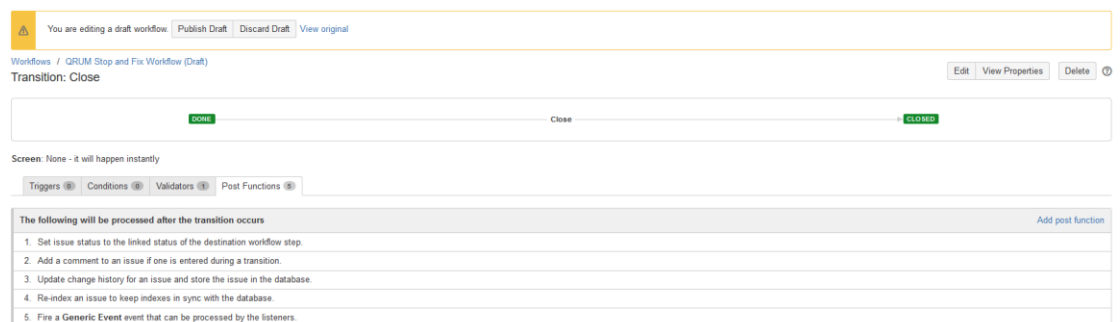 You are editing a draft workflow. Publish Draft Discard Draft View original
Workflows / QRUM Stop and Fix Workflow (Draft)
Transition: Close
Edit View Properties Delete
DONE Close CLOSED
Screen: None - it will happen instantly
Triggers 0 Conditions 0 Validators 1 Post Functions 5
The following will be processed after the transition occurs Add post function
1. Set issue status to the linked status of the destination workflow step.
2. Add a comment to an issue if one is entered during a transition.
3. Update change history for an issue and store the issue in the database.
4. Re-index an issue to keep indexes in sync with the database.
5. Fire a Generic Event event that can be processed by the listeners.